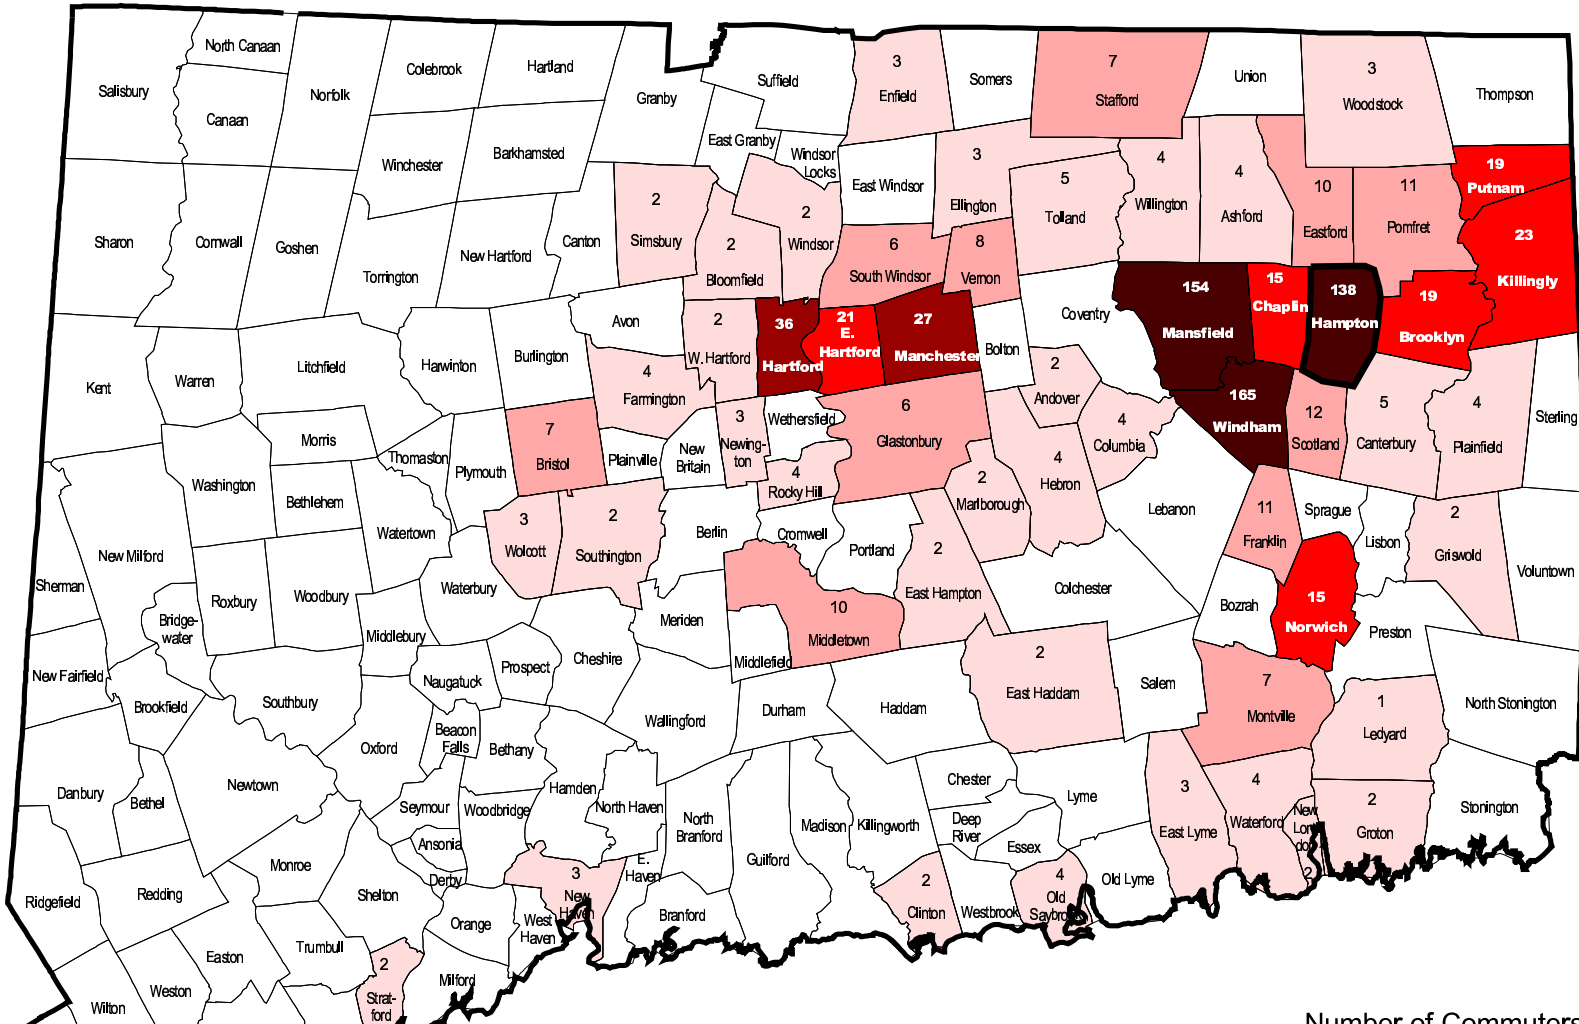 North Canaan
Salisbury
Canaan
Norfolk
Colebrook
Hartland
Granby
Suffield
3
Enfield
Somers
7
Stafford
Union
3
Woodstock
Thompson
Winchester
Barkhamsted
East Granby
Windsor
Locks
East Windsor
3
Ellington
5
Tolland
4
Willington
4
Ashford
10
Eastford
11
Pomfret
19
Putnam
23
Killingly
Sharon
Cornwall
Goshen
Torrington
New Hartford
Canton
2
Simsbury
2
Bloomfield
2
Windsor
6
South Windsor
8
Vernon
Coventry
154
Mansfield
15
Chaplin
138
Hampton
19
Brooklyn
Kent
Warren
Litchfield
Harwinton
Burlington
Avon
2
W. Hartford
36
Hartford
21
E.
Hartford
27
Manchester
Bolton
2
Andover
4
Columbia
165
Windham
12
Scotland
5
Canterbury
4
Plainfield
Sterling
4
Farmington
Morris
Thomaston
Plymouth
7
Bristol
Plainville
New
Britain
3
Newing-
ton
Wethersfield
4
Rocky Hill
6
Glastonbury
2
Marlborough
4
Hebron
Lebanon
11
Franklin
Sprague
Lisbon
2
Griswold
Voluntown
Washington
Bethlehem
Watertown
3
Wolcott
2
Southington
Berlin
Cromwell
Portland
2
East Hampton
Colchester
Bozrah
15
Norwich
Preston
New Milford
Sherman
Roxbury
Woodbury
Waterbury
Bridge-
water
Middlebury
Meriden
Middlefield
10
Middletown
New Fairfield
Brookfield
Southbury
Naugatuck
Prospect
Cheshire
Wallingford
Durham
Haddam
2
East Haddam
Salem
7
Montville
1
Ledyard
North Stonington
Oxford
Beacon
Falls
Bethany
Danbury
Bethel
Newtown
Seymour
Woodbridge
Hamden
North Haven
North
Branford
Guilford
Madison
Killingworth
Chester
Deep
River
Essex
Lyme
3
East Lyme
4
Waterford
New
Lon
don
2
2
Groton
Stonington
Ansonia
Derby
Monroe
Shelton
Ridgefield
Redding
Orange
West
Haven
3
New
Haven
E.
Haven
Branford
2
Clinton
Westbrook
4
Old
Saybrook
Old Lyme
Easton
Trumbull
Milford
2
Strat-
ford
Wilton
Weston
Number of Commuters